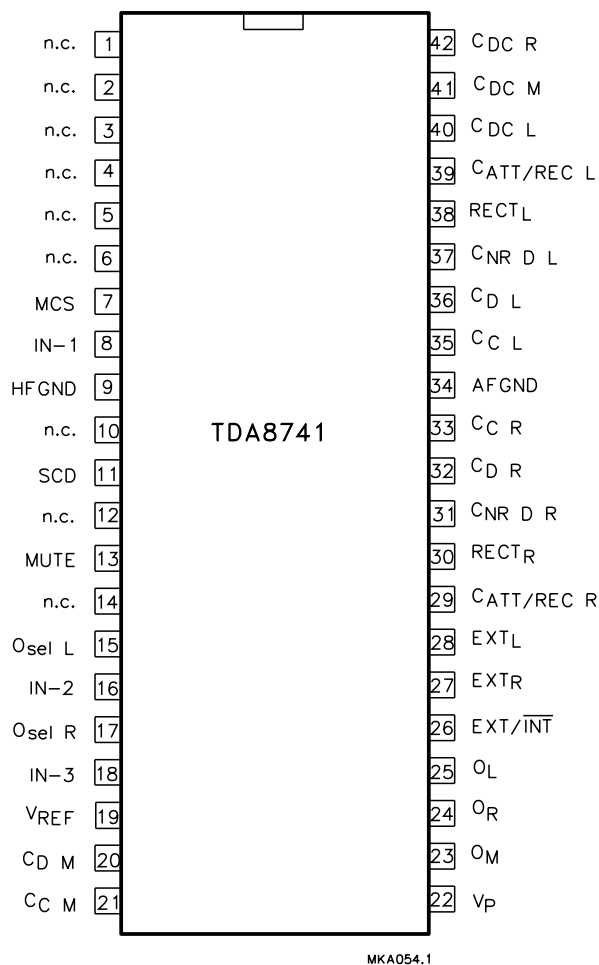 n.c. 1 42 CDC R
n.c. 2 41 CDC M
n.c. 3 40 CDC L
n.c. 4 39 CATT/REC L
n.c. 5 38 RECTL
n.c. 6 37 CNR D L
MCS 7 36 CD L
IN-1 8 35 CC L
HFGND 9 34 AFGND
n.c. 10 33 CC R
TDA8741
SCD 11 32 CD R
n.c. 12 31 CNR D R
MUTE 13 30 RECTR
n.c. 14 29 CATT/REC R
Osel L 15 28 EXTL
IN-2 16 27 EXTR
Osel R 17 26 EXT/I̅N̅T̅
IN-3 18 25 OL
VREF 19 24 OR
CD M 20 23 OM
CC M 21 22 VP
MKA054.1